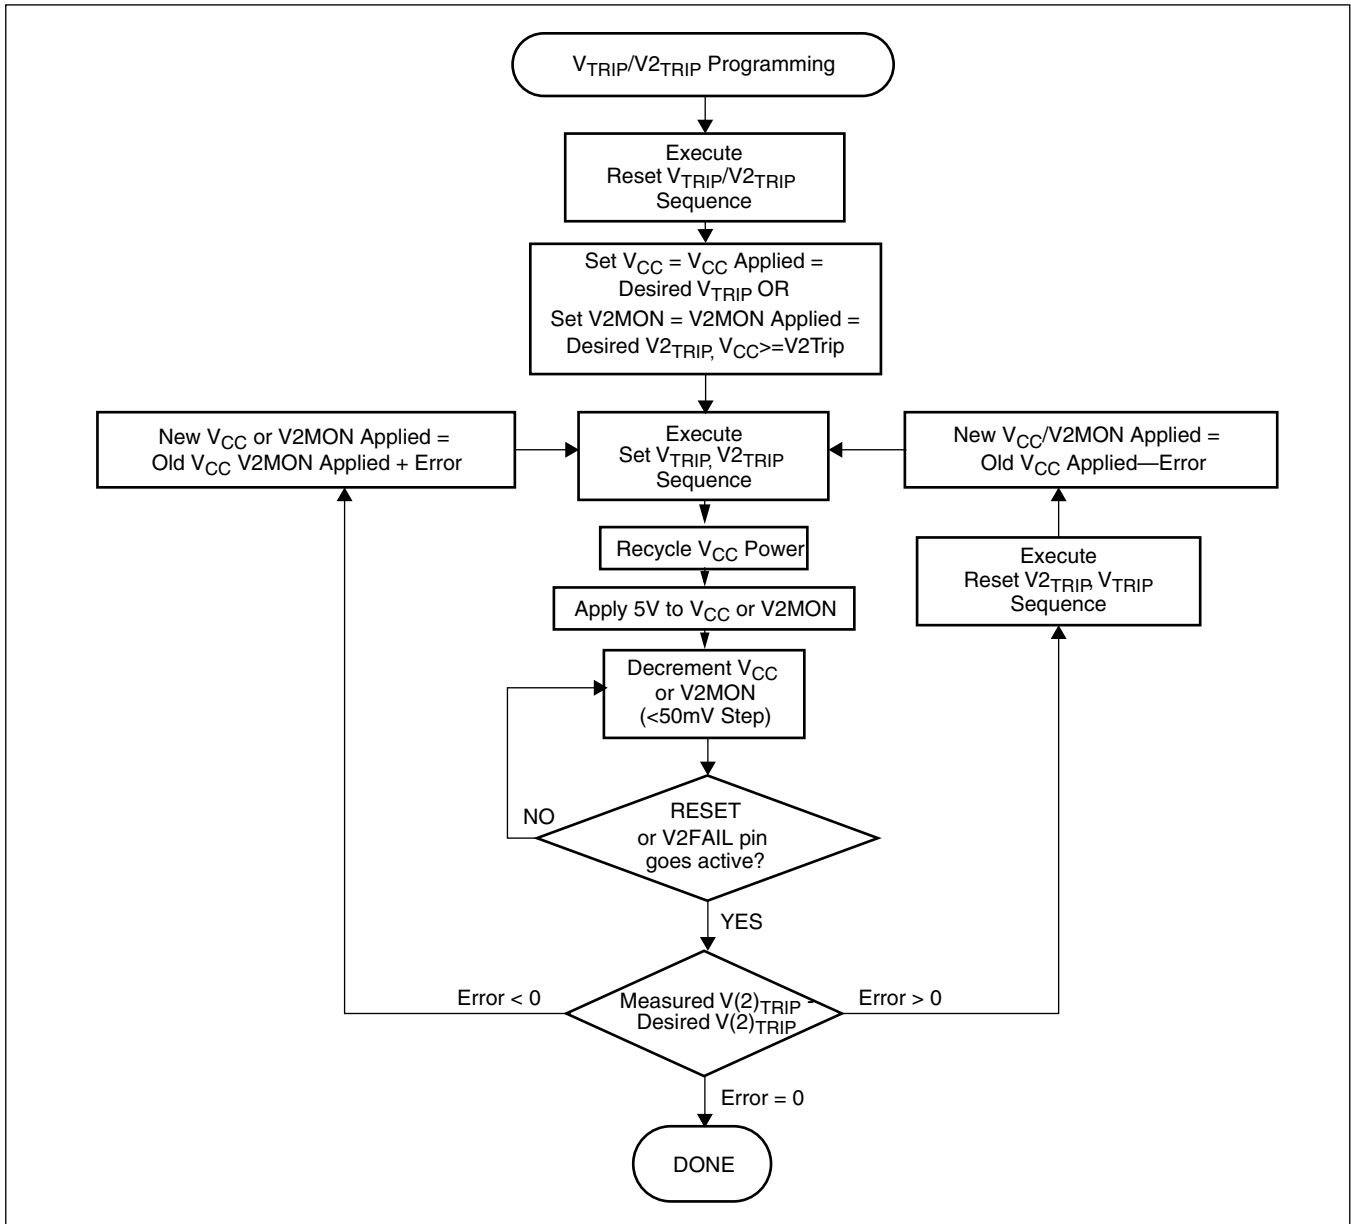 VTRIP/V2TRIP Programming
Execute
Reset VTRIP/V2TRIP
Sequence
Set VCC = VCC Applied =
Desired VTRIP OR
Set V2MON = V2MON Applied =
Desired V2TRIP, VCC>=V2Trip
New VCC or V2MON Applied =
Old VCC V2MON Applied + Error
Execute
Set VTRIP, V2TRIP
Sequence
New VCC/V2MON Applied =
Old VCC Applied—Error
Recycle VCC Power
Execute
Reset V2TRIP, VTRIP
Sequence
Apply 5V to VCC or V2MON
Decrement VCC
or V2MON
(<50mV Step)
NO
RESET
or V2FAIL pin
goes active?
YES
Error < 0
Measured V(2)TRIP -
Desired V(2)TRIP
Error > 0
Error = 0
DONE